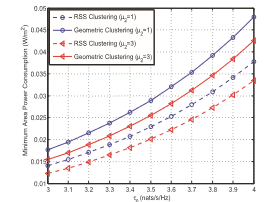 RSS Clustering (μ₂=1)
Geometric Clustering (μ₂=1)
RSS Clustering (μ₂=3)
Geometric Clustering (μ₂=3)
Minimum Area Power Consumption (W/m²)
0.05
0.045
0.04
0.035
0.03
0.025
0.02
0.015
0.01
3 3.1 3.2 3.3 3.4 3.5 3.6 3.7 3.8 3.9 4
(nats/s/Hz)